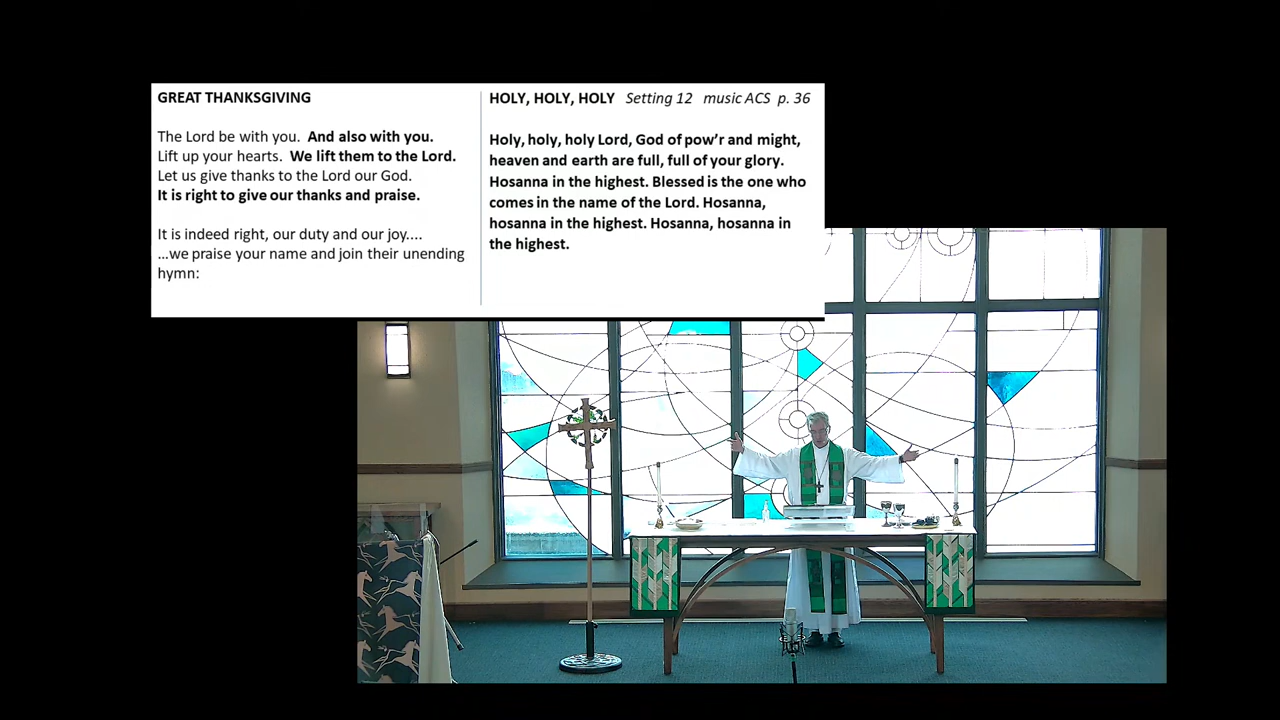 GREAT THANKSGIVING
The Lord be with you. And also with you.
Lift up your hearts. We lift them to the Lord.
Let us give thanks to the Lord our God.
It is right to give our thanks and praise.
It is indeed right, our duty and our joy....
...we praise your name and join their unending
hymn:
HOLY, HOLY, HOLY Setting 12 music ACS p. 36
Holy, holy, holy Lord, God of pow’r and might,
heaven and earth are full, full of your glory.
Hosanna in the highest. Blessed is the one who
comes in the name of the Lord. Hosanna,
hosanna in the highest. Hosanna, hosanna in
the highest.